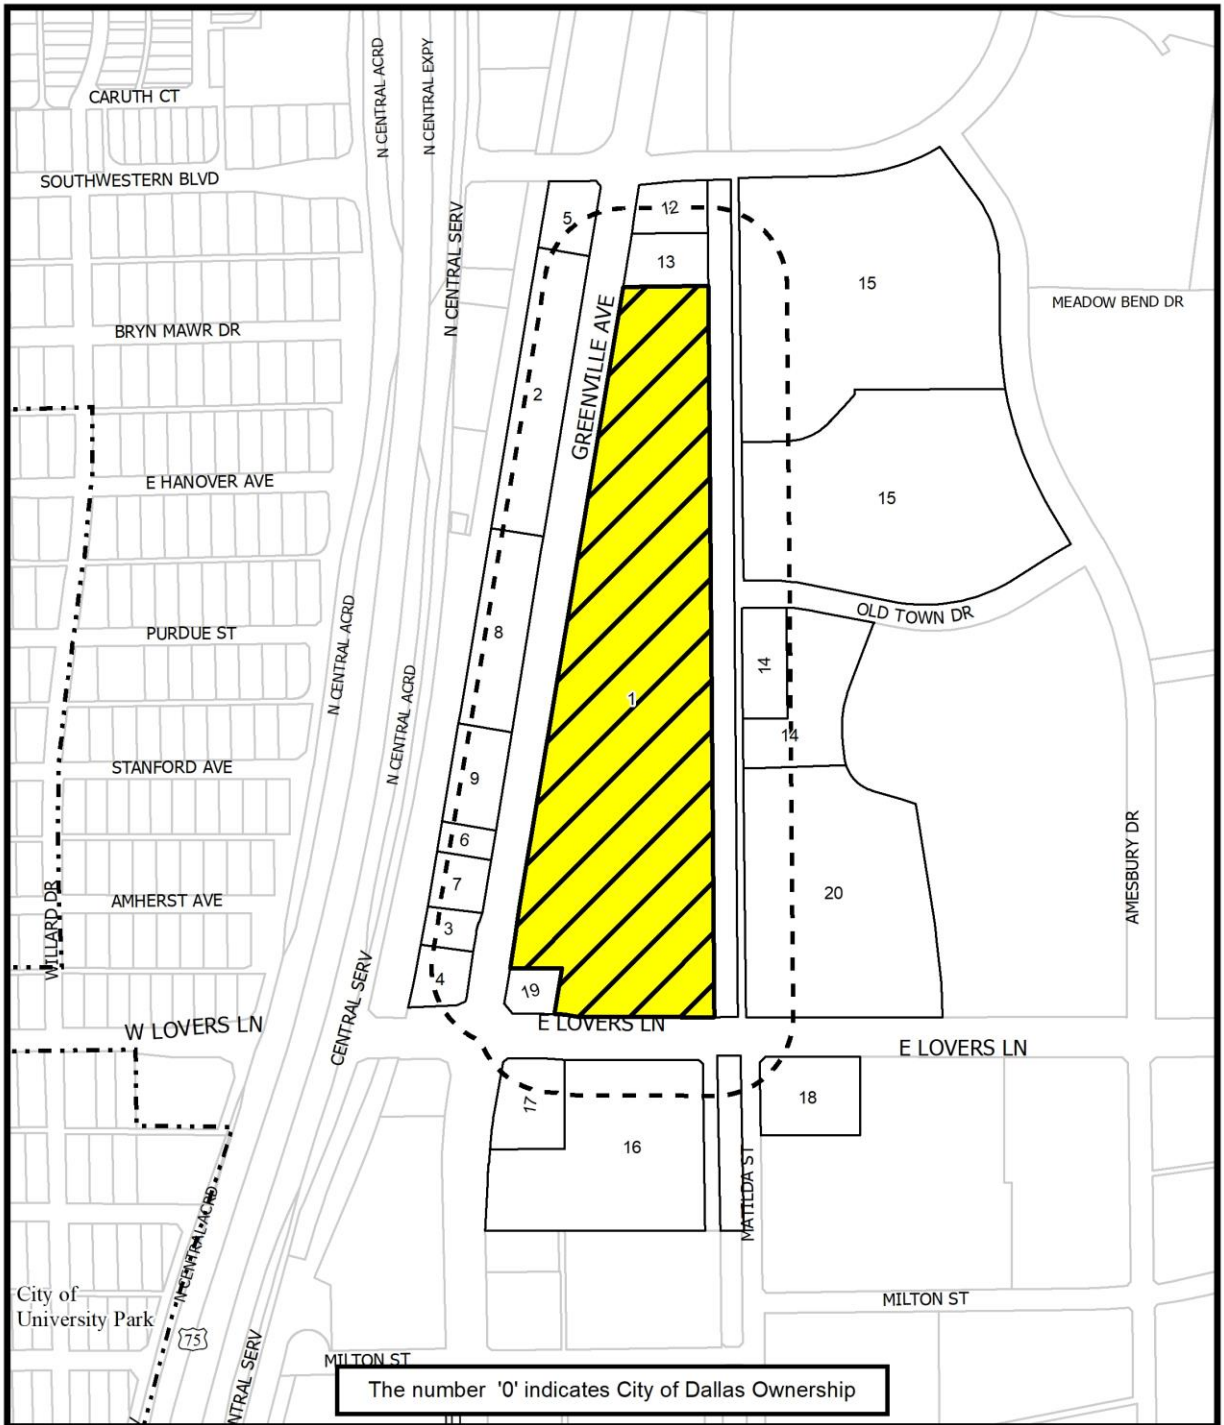 CARUTH CT
N CENTRAL ACRD
N CENTRAL EXPY
SOUTHWESTERN BLVD
N CENTRAL SERV
5
12
13
15
MEADOW BEND DR
BRYN MAWR DR
GREENVILLE AVE
2
E HANOVER AVE
15
PURDUE ST
N CENTRAL ACRD
8
OLD TOWN DR
14
1
14
STANFORD AVE
N CENTRAL ACRD
9
6
AMHERST AVE
7
20
AMESBURY DR
WILLARD DR
3
4
19
W LOVERS LN
CENTRAL SERV
E LOVERS LN
E LOVERS LN
17
18
16
MATILDA ST
N CENTRAL ACRD
City of
University Park
75
MILTON ST
NTRAL SERV
MILTON ST
The number '0' indicates City of Dallas Ownership